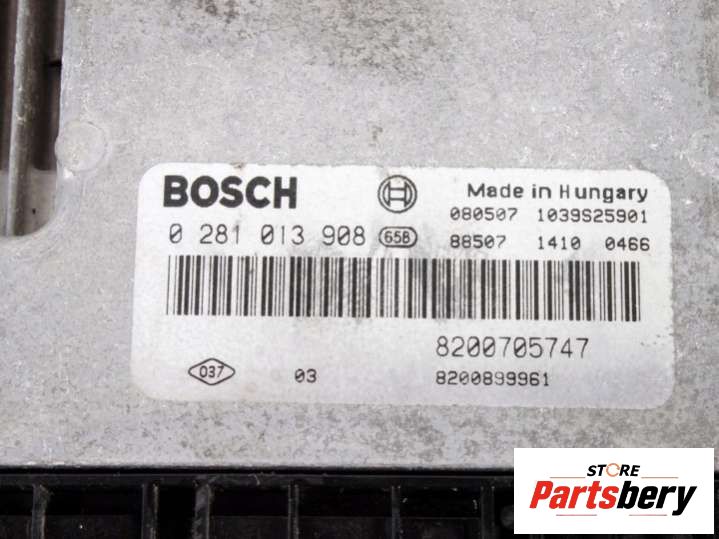 BOSCH
Made in Hungary
080507 1039S25901
0 281 013 908 65B
88507 1410 0466
8200705747
037 03
8200899961
STORE
Partsbery